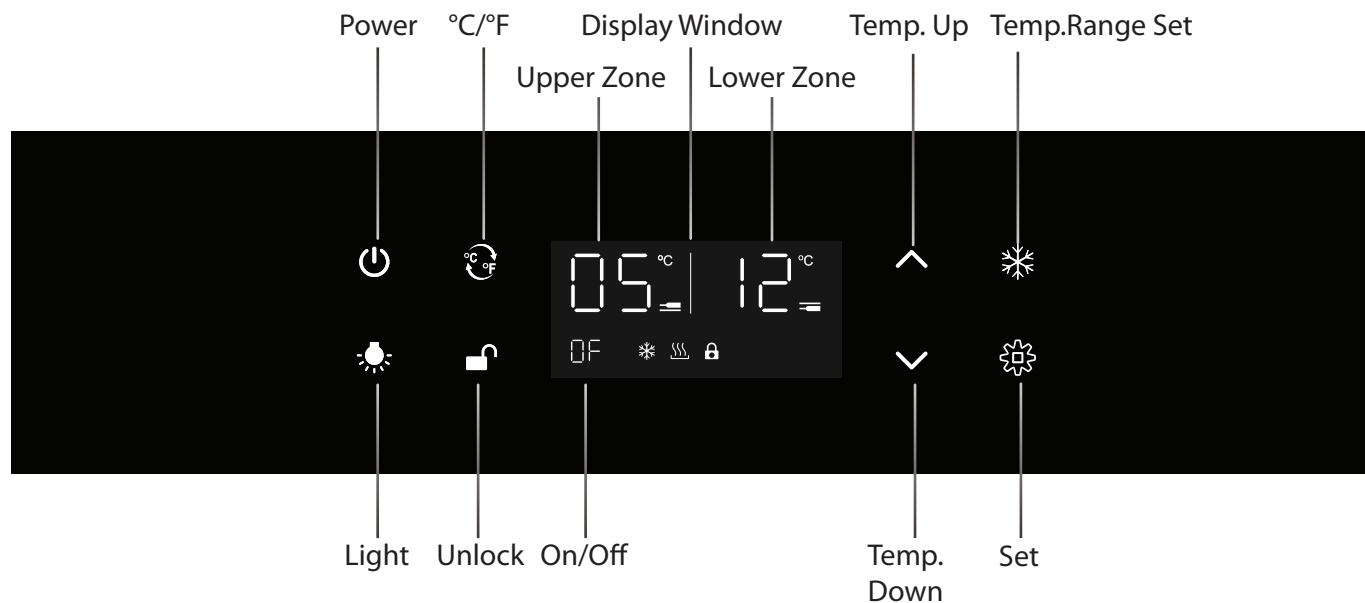 Power °C/°F Display Window Temp. Up Temp.Range Set
Upper Zone Lower Zone
°C °F
05 °C 12 °C
0F
Light Unlock On/Off Temp. Down Set